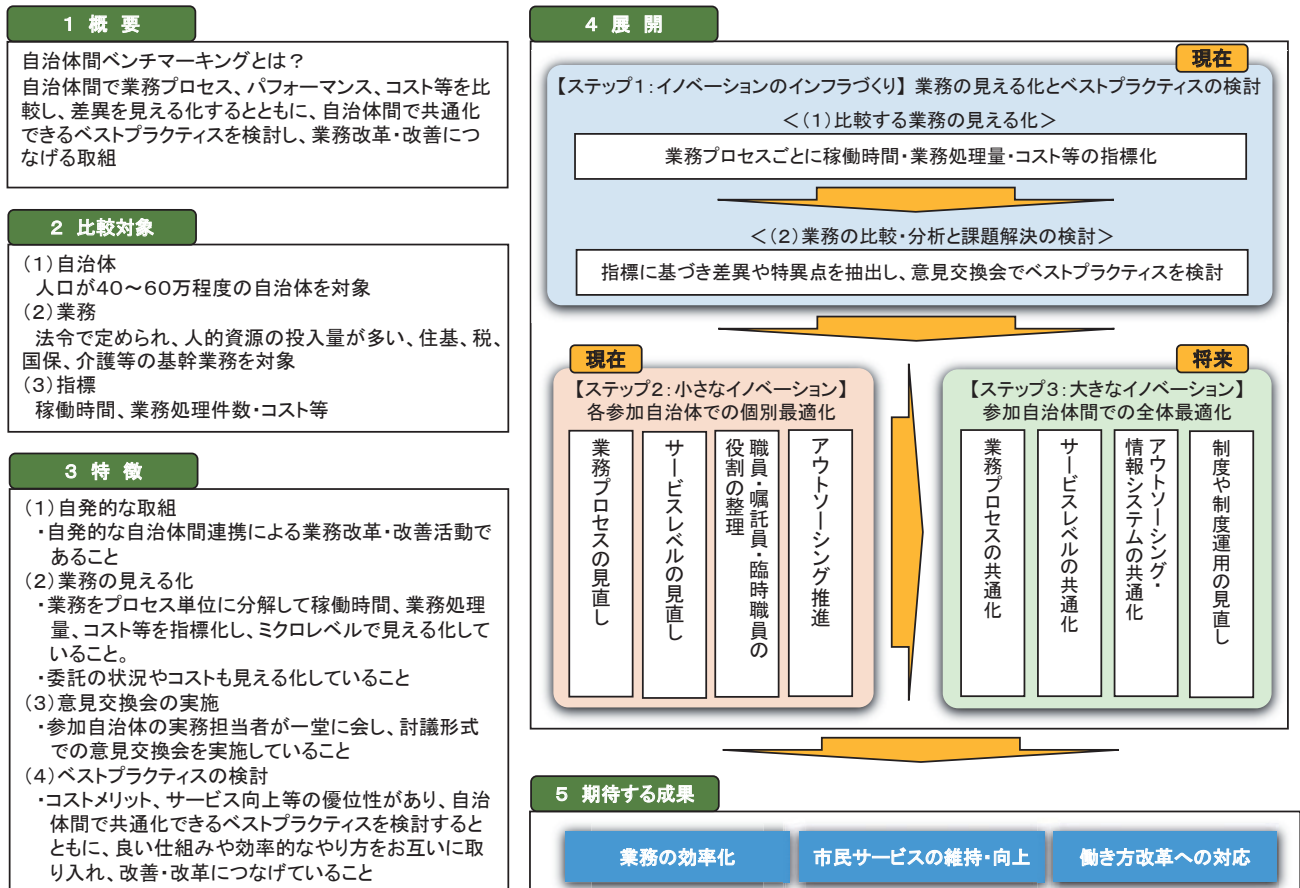 1 概 要
自治体間ベンチマーキングとは？
自治体間で業務プロセス、パフォーマンス、コスト等を比
較し、差異を見える化するとともに、自治体間で共通化
できるベストプラクティスを検討し、業務改革・改善につ
なげる取組
2 比較対象
（1）自治体
人口が40～60万程度の自治体を対象
（2）業務
法令で定められ、人的資源の投入量が多い、住基、税、
国保、介護等の基幹業務を対象
（3）指標
稼働時間、業務処理件数・コスト等
3 特 徴
（1）自発的な取組
・自発的な自治体間連携による業務改革・改善活動で
あること
（2）業務の見える化
・業務をプロセス単位に分解して稼働時間、業務処理
量、コスト等を指標化し、ミクロレベルで見える化して
いること。
・委託の状況やコストも見える化していること
（3）意見交換会の実施
・参加自治体の実務担当者が一堂に会し、討議形式
での意見交換会を実施していること
（4）ベストプラクティスの検討
・コストメリット、サービス向上等の優位性があり、自治
体間で共通化できるベストプラクティスを検討すると
ともに、良い仕組みや効率的なやり方をお互いに取
り入れ、改善・改革につなげていること
4 展 開
現在
【ステップ1：イノベーションのインフラづくり】 業務の見える化とベストプラクティスの検討
＜（1）比較する業務の見える化＞
業務プロセスごとに稼働時間・業務処理量・コスト等の指標化
＜（2）業務の比較・分析と課題解決の検討＞
指標に基づき差異や特異点を抽出し、意見交換会でベストプラクティスを検討
現在
【ステップ2：小さなイノベーション】
各参加自治体での個別最適化
業務プロセスの見直し
サービスレベルの見直し
職員・嘱託員・臨時職員の
役割の整理
アウトソーシング推進
将来
【ステップ3：大きなイノベーション】
参加自治体間での全体最適化
業務プロセスの共通化
サービスレベルの共通化
アウトソーシング・
情報システムの共通化
制度や制度運用の見直し
5 期待する成果
業務の効率化
市民サービスの維持・向上
働き方改革への対応